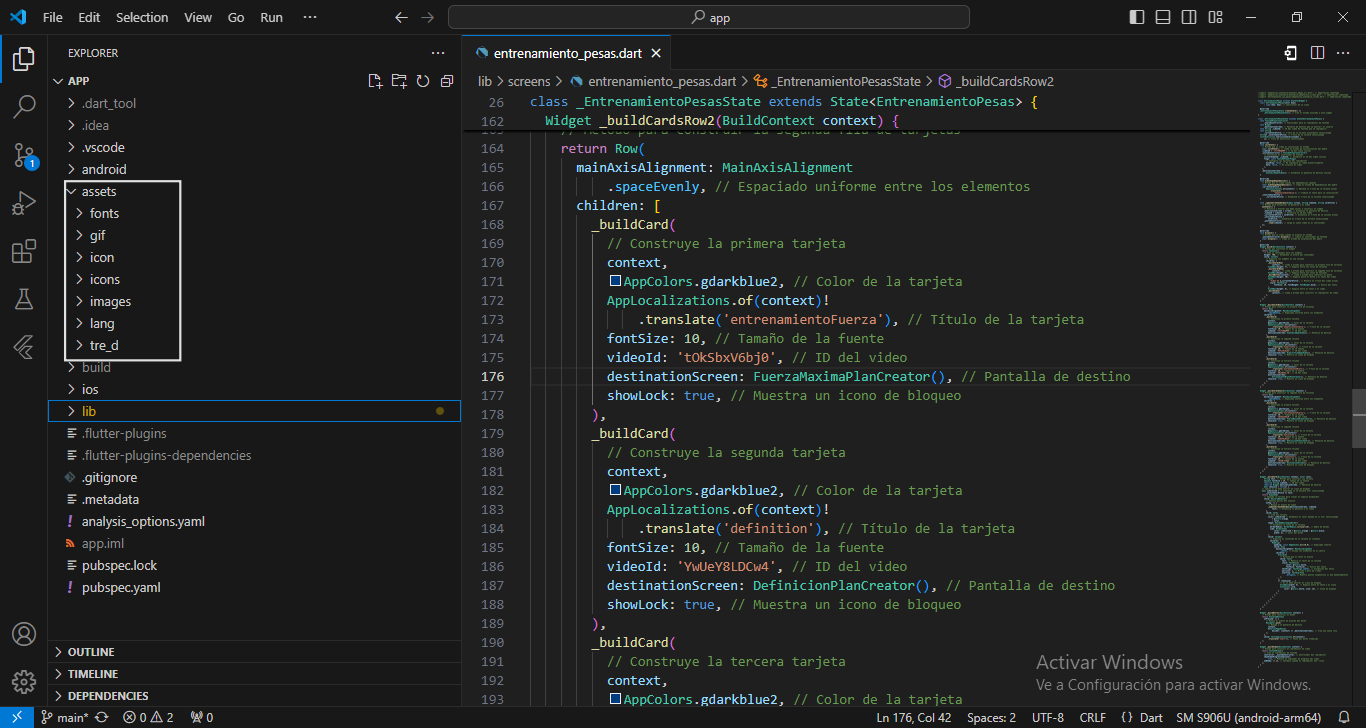 File Edit Selection View Go Run ···
app
EXPLORER
APP
.dart_tool
.idea
.vscode
android
assets
fonts
gif
icon
icons
images
lang
tre_d
build
ios
lib
.flutter-plugins
.flutter-plugins-dependencies
.gitignore
.metadata
! analysis_options.yaml
app.iml
pubspec.lock
! pubspec.yaml
OUTLINE
TIMELINE
DEPENDENCIES
1
entrenamiento_pesas.dart
lib > screens > entrenamiento_pesas.dart > _EntrenamientoPesasState > _buildCardsRow2
26 class _EntrenamientoPesasState extends State<EntrenamientoPesas> {
162 Widget _buildCardsRow2(BuildContext context) {
163 // Método para construir la segunda fila de tarjetas
164 return Row(
165 mainAxisAlignment: MainAxisAlignment
166 .spaceEvenly, // Espaciado uniforme entre los elementos
167 children: [
168 _buildCard(
169 // Construye la primera tarjeta
170 context,
171 AppColors.gdarkblue2, // Color de la tarjeta
172 AppLocalizations.of(context)!
173 .translate('entrenamientoFuerza'), // Título de la tarjeta
174 fontSize: 10, // Tamaño de la fuente
175 videoId: 'tOkSbxV6bj0', // ID del video
176 destinationScreen: FuerzaMaximaPlanCreator(), // Pantalla de destino
177 showLock: true, // Muestra un icono de bloqueo
178 ),
179 _buildCard(
180 // Construye la segunda tarjeta
181 context,
182 AppColors.gdarkblue2, // Color de la tarjeta
183 AppLocalizations.of(context)!
184 .translate('definition'), // Título de la tarjeta
185 fontSize: 10, // Tamaño de la fuente
186 videoId: 'YwUeY8LDCw4', // ID del video
187 destinationScreen: DefinicionPlanCreator(), // Pantalla de destino
188 showLock: true, // Muestra un icono de bloqueo
189 ),
190 _buildCard(
191 // Construye la tercera tarjeta
192 context,
193 AppColors.gdarkblue2, // Color de la tarjeta
Activar Windows
Ve a Configuración para activar Windows.
main* 0 2 0 Ln 176, Col 42 Spaces: 2 UTF-8 CRLF {} Dart SM S906U (android-arm64)